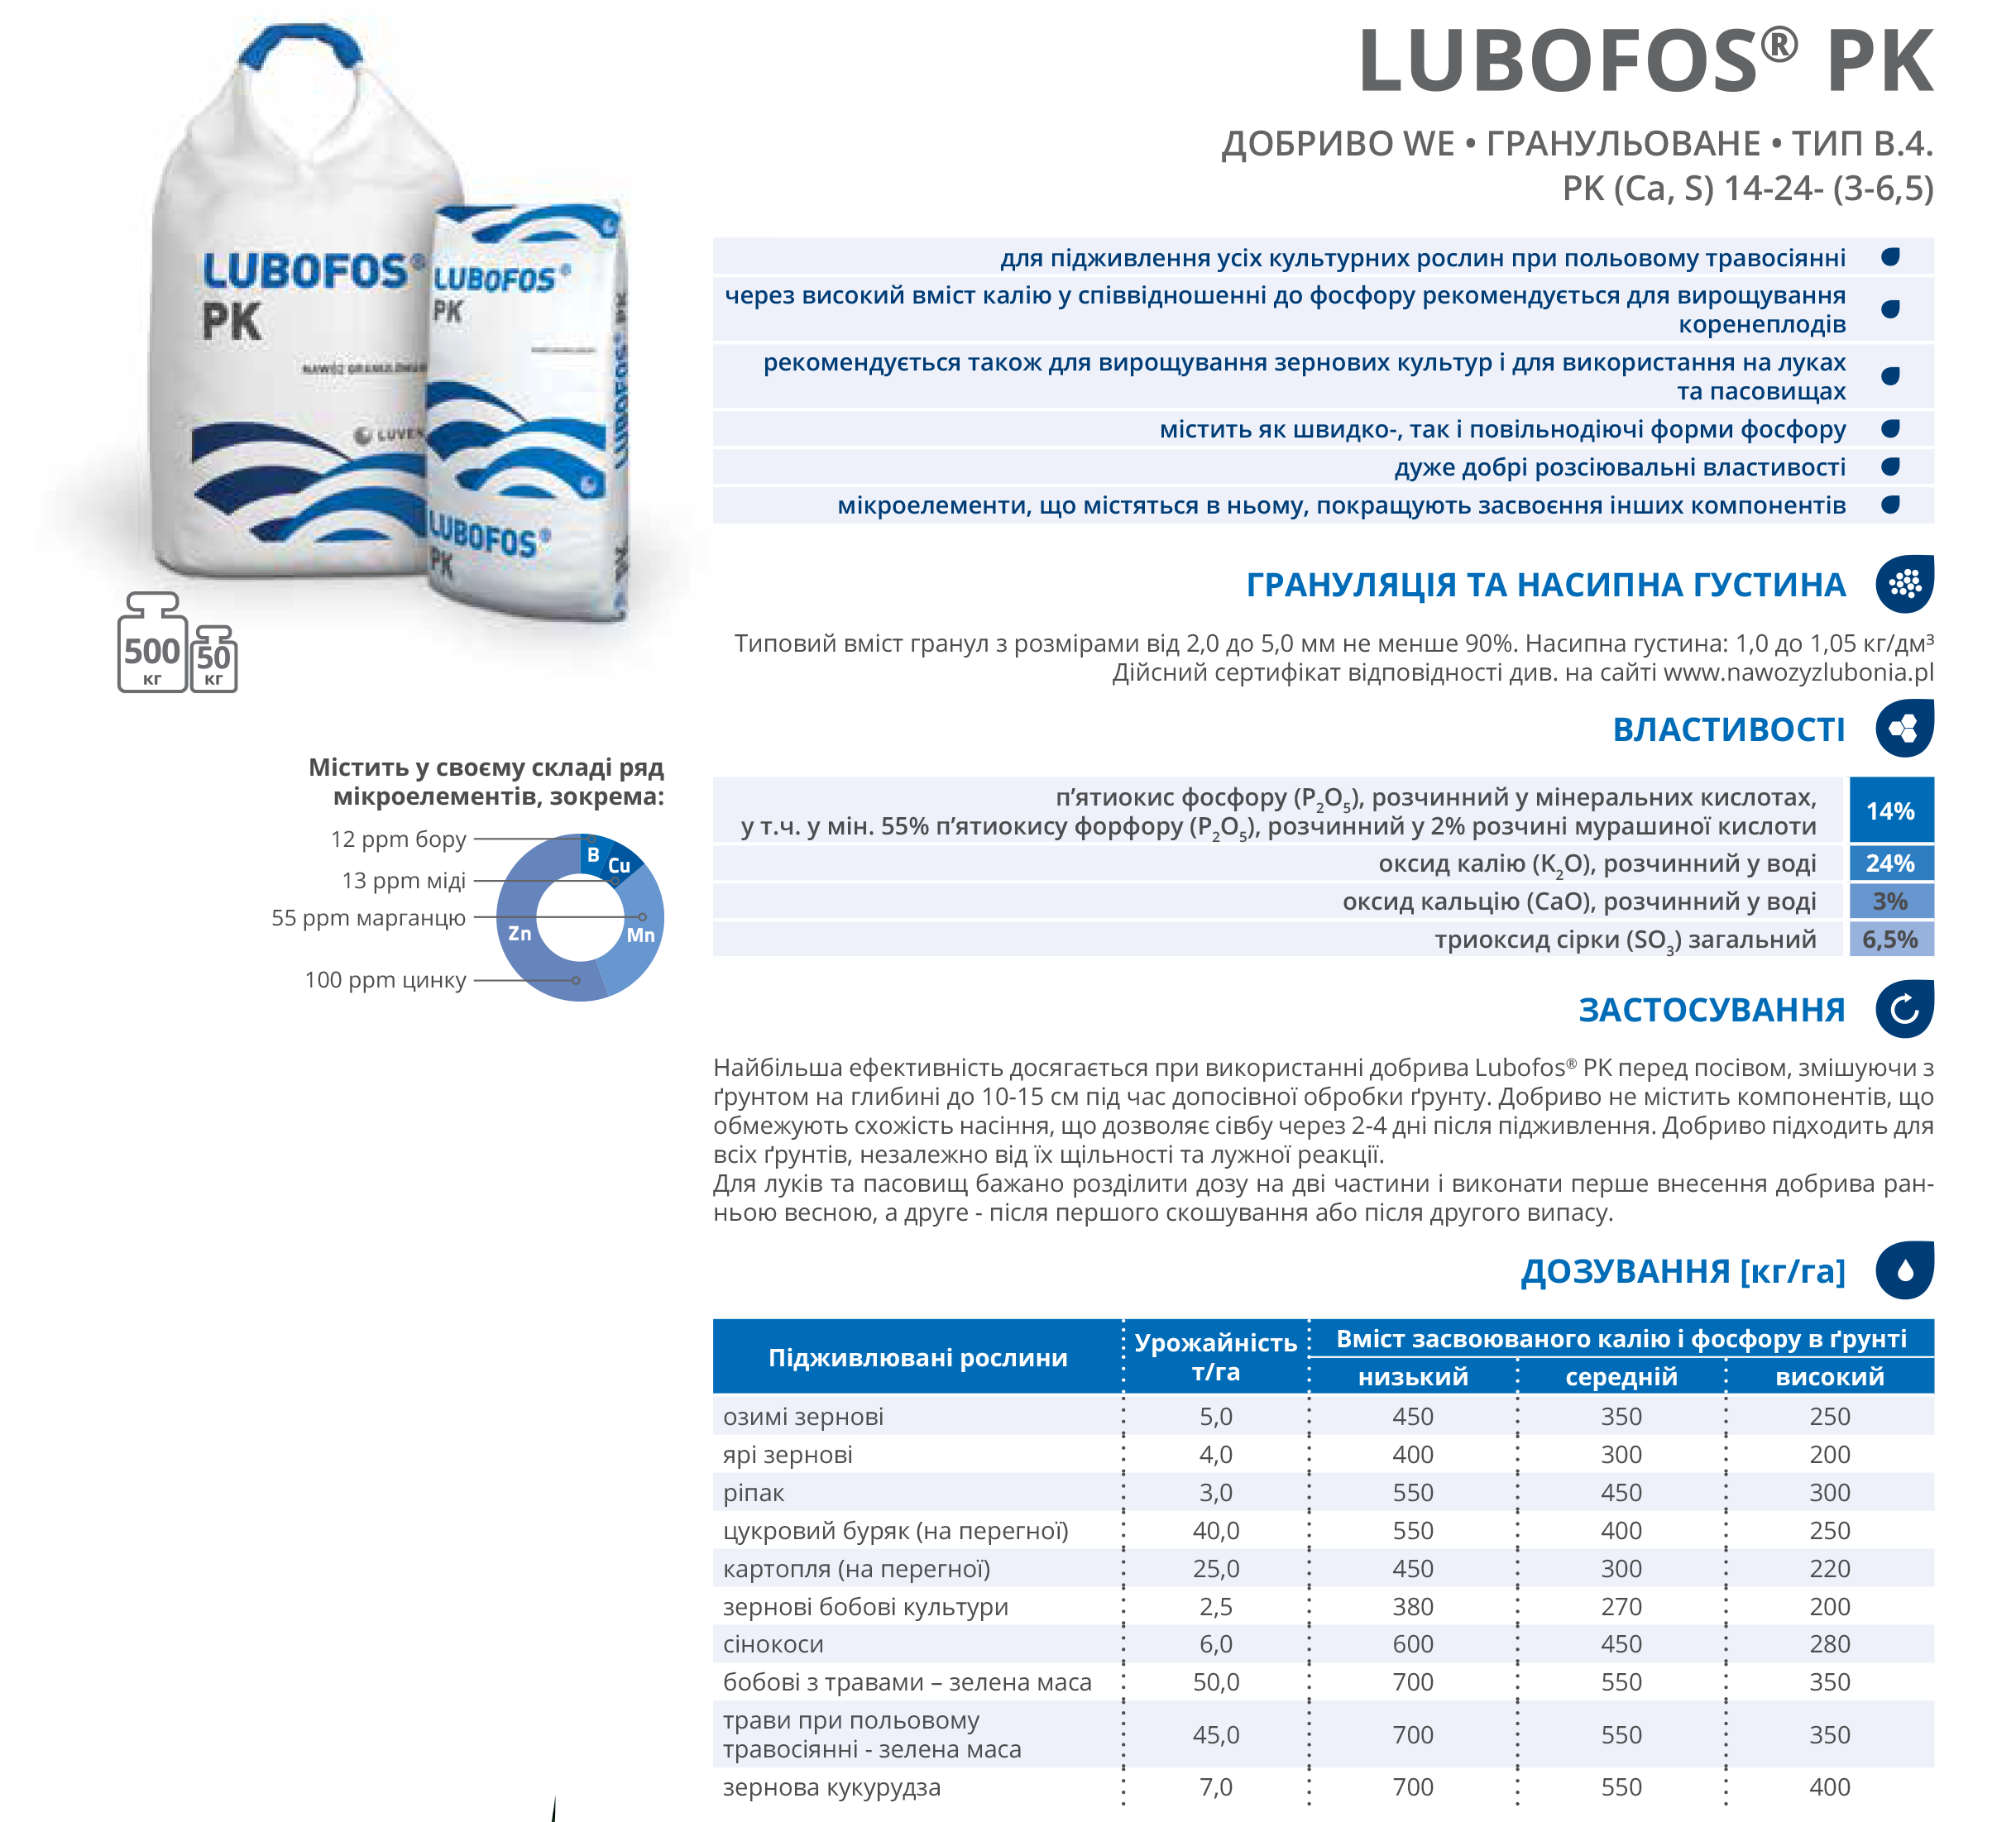 LUBOFOS® PK
ДОБРИВО WE • ГРАНУЛЬОВАНЕ • ТИП B.4.
PK (Ca, S) 14-24- (3-6,5)
LUBOFOS®
PK
LUBOFOS®
PK
LUBOFOS®
PK
LUBOFOS® PK
500
кг
50
кг
для підживлення усіх культурних рослин при польовому травосіянні
через високий вміст калію у співвідношенні до фосфору рекомендується для вирощування
коренеплодів
рекомендується також для вирощування зернових культур і для використання на луках
та пасовищах
містить як швидко-, так і повільнодіючі форми фосфору
дуже добрі розсіювальні властивості
мікроелементи, що містяться в ньому, покращують засвоєння інших компонентів
ГРАНУЛЯЦІЯ ТА НАСИПНА ГУСТИНА
Типовий вміст гранул з розмірами від 2,0 до 5,0 мм не менше 90%. Насипна густина: 1,0 до 1,05 кг/дм³
Дійсний сертифікат відповідності див. на сайті www.nawozyzlubonia.pl
ВЛАСТИВОСТІ
п’ятиокис фосфору (P₂O₅), розчинний у мінеральних кислотах,
у т.ч. у мін. 55% п’ятиокису форфору (P₂O₅), розчинний у 2% розчині мурашиної кислоти 14%
оксид калію (K₂O), розчинний у воді 24%
оксид кальцію (CaO), розчинний у воді 3%
триоксид сірки (SO₃) загальний 6,5%
Містить у своєму складі ряд
мікроелементів, зокрема:
12 ppm бору
13 ppm міді
55 ppm марганцю
100 ppm цинку
B
Cu
Zn
Mn
ЗАСТОСУВАННЯ
Найбільша ефективність досягається при використанні добрива Lubofos® PK перед посівом, змішуючи з
ґрунтом на глибині до 10-15 см під час допосівної обробки ґрунту. Добриво не містить компонентів, що
обмежують схожість насіння, що дозволяє сівбу через 2-4 дні після підживлення. Добриво підходить для
всіх ґрунтів, незалежно від їх щільності та лужної реакції.
Для луків та пасовищ бажано розділити дозу на дві частини і виконати перше внесення добрива ран-
ньою весною, а друге - після першого скошування або після другого випасу.
ДОЗУВАННЯ [кг/га]
Підживлювані рослини
Урожайність
т/га
Вміст засвоюваного калію і фосфору в ґрунті
низький середній високий
озимі зернові 5,0 450 350 250
ярі зернові 4,0 400 300 200
ріпак 3,0 550 450 300
цукровий буряк (на перегної) 40,0 550 400 250
картопля (на перегної) 25,0 450 300 220
зернові бобові культури 2,5 380 270 200
сінокоси 6,0 600 450 280
бобові з травами – зелена маса 50,0 700 550 350
трави при польовому
травосіянні - зелена маса 45,0 700 550 350
зернова кукурудза 7,0 700 550 400